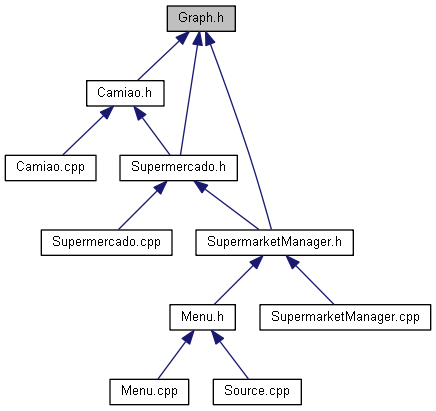 Graph.h
Camiao.h
Camiao.cpp
Supermercado.h
Supermercado.cpp
SupermarketManager.h
Menu.h
SupermarketManager.cpp
Menu.cpp
Source.cpp